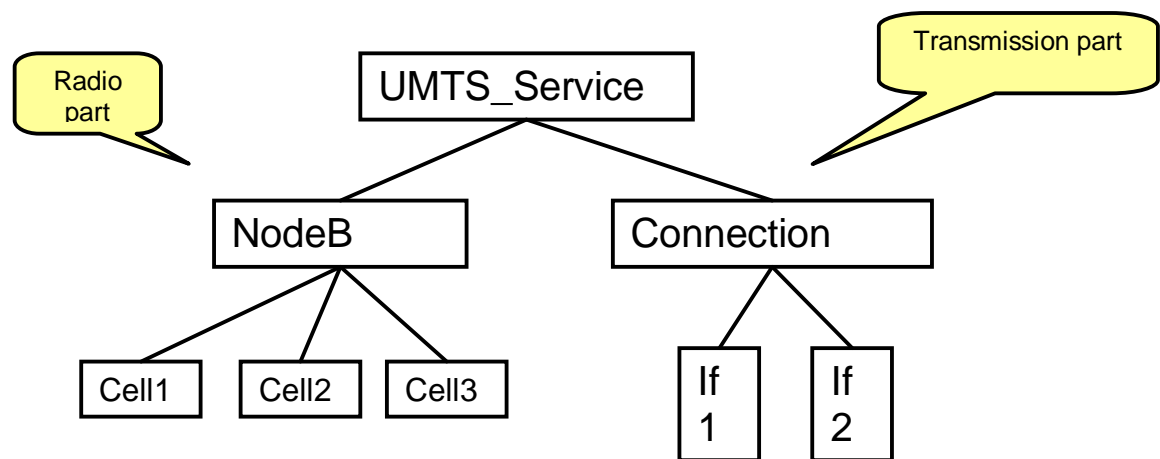 Radio
part
Transmission part
UMTS_Service
NodeB
Connection
Cell1
Cell2
Cell3
If
1
If
2